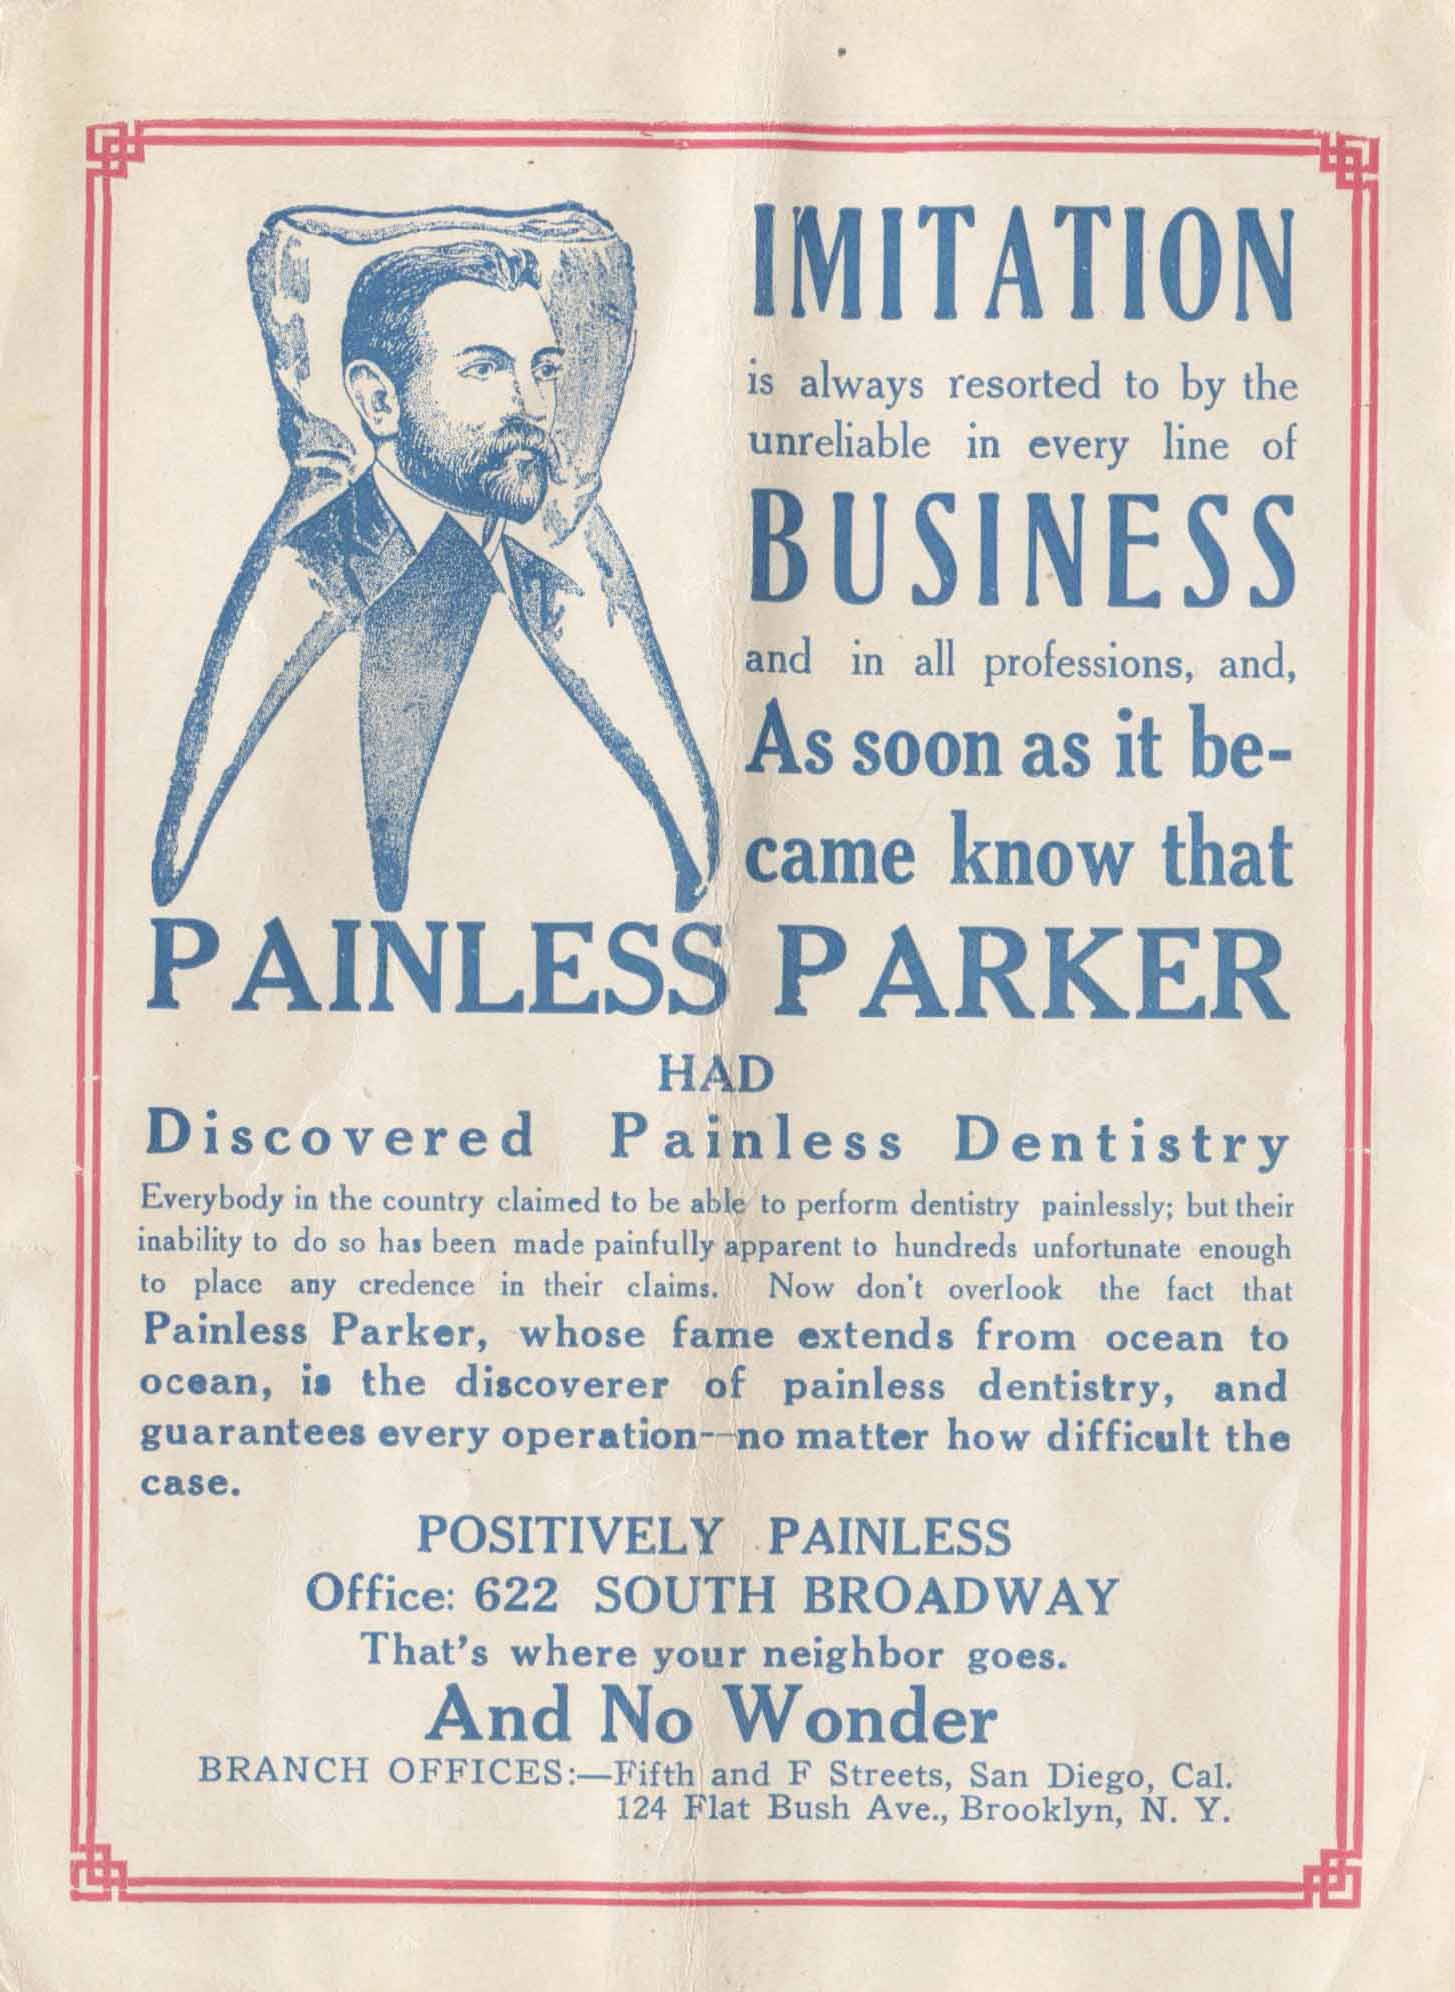 IMITATION
is always resorted to by the
unreliable in every line of
BUSINESS
and in all professions, and,
As soon as it be-
came know that
PAINLESS PARKER
HAD
Discovered Painless Dentistry
Everybody in the country claimed to be able to perform dentistry painlessly; but their
inability to do so has been made painfully apparent to hundreds unfortunate enough
to place any credence in their claims. Now don't overlook the fact that
Painless Parker, whose fame extends from ocean to
ocean, is the discoverer of painless dentistry, and
guarantees every operation--no matter how difficult the
case.
POSITIVELY PAINLESS
Office: 622 SOUTH BROADWAY
That's where your neighbor goes.
And No Wonder
BRANCH OFFICES:—Fifth and F Streets, San Diego, Cal.
124 Flat Bush Ave., Brooklyn, N. Y.